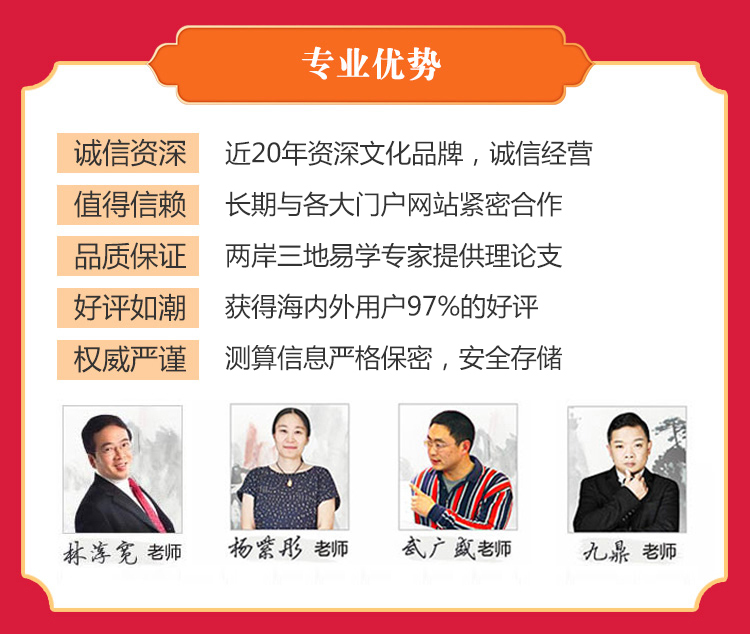 专业优势
诚信资深 近20年资深文化品牌，诚信经营
值得信赖 长期与各大门户网站紧密合作
品质保证 两岸三地易学专家提供理论支
好评如潮 获得海内外用户97%的好评
权威严谨 测算信息严格保密，安全存储
林淳宽 老师 杨紫彤 老师 武广盛 老师 九鼎 老师